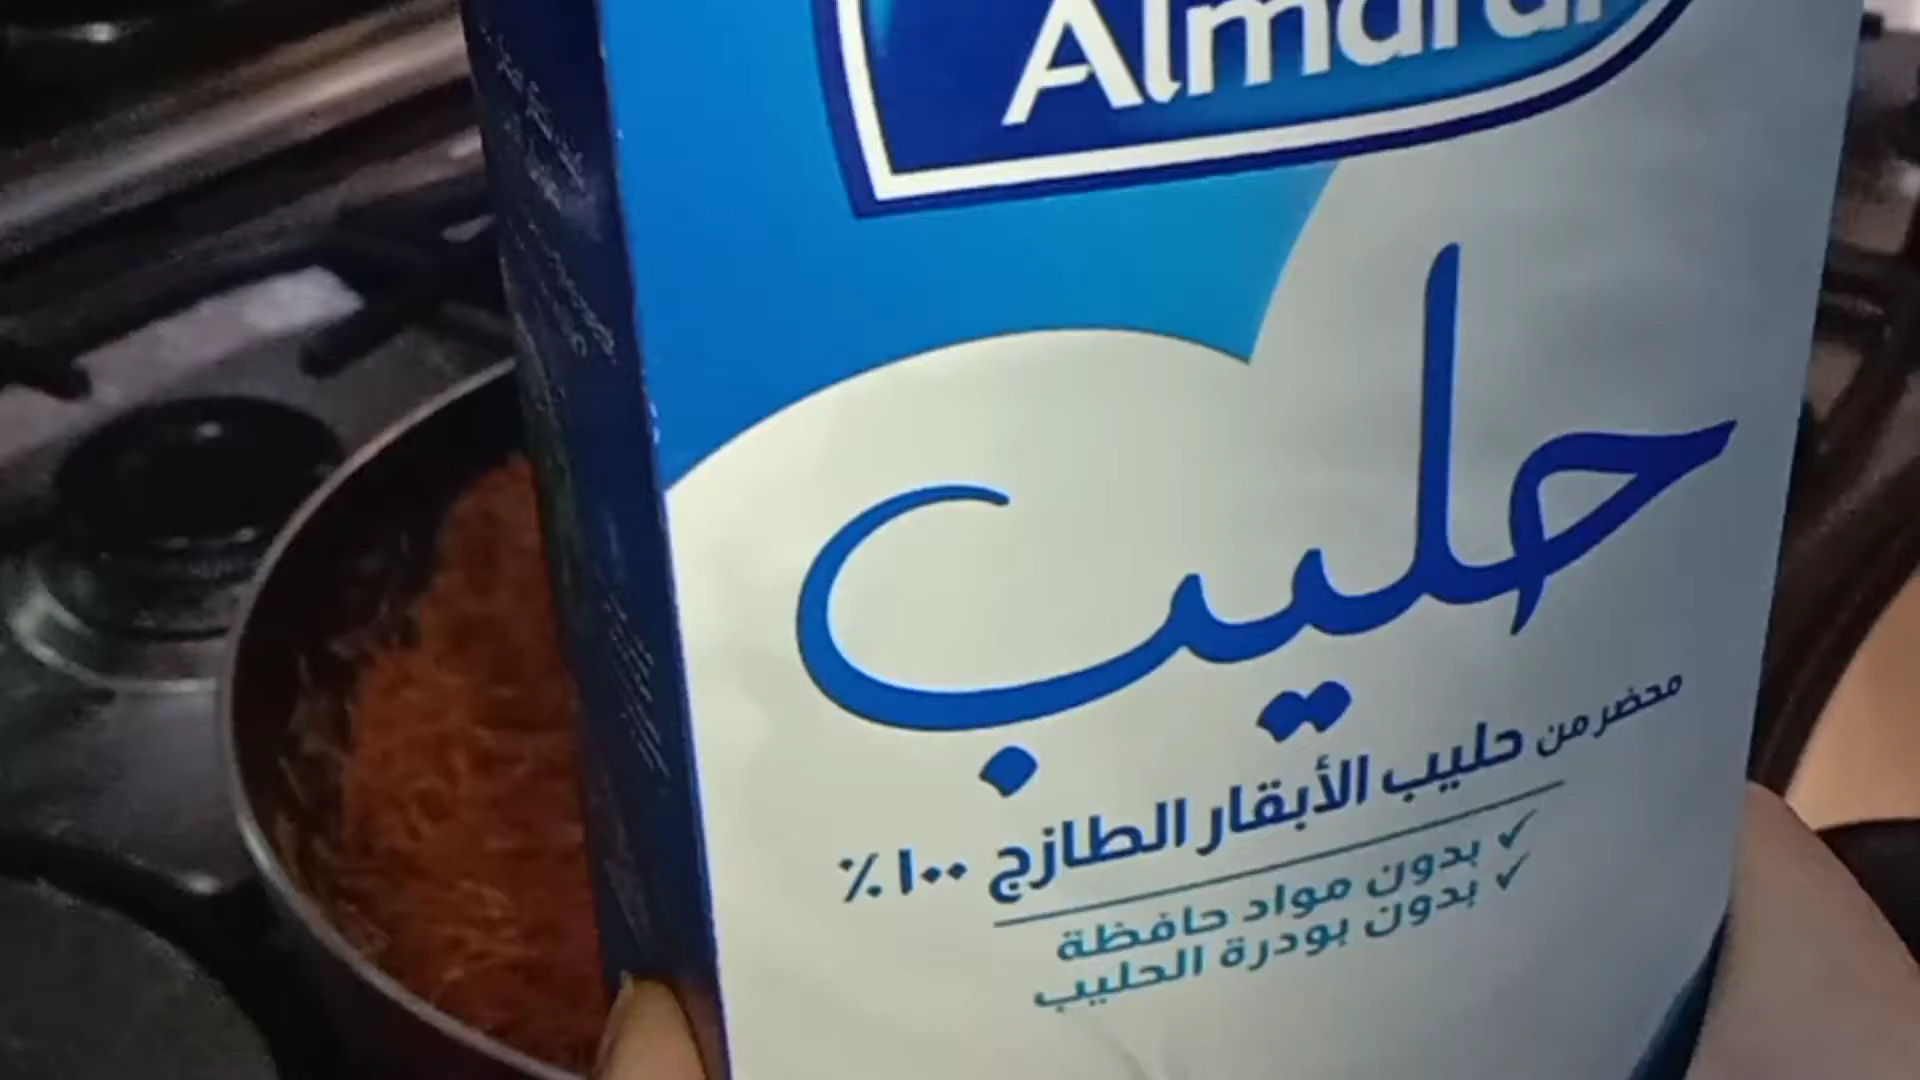 Almarai
حليب
محضر من حليب الأبقار الطازج ١٠٠٪
✓ بدون مواد حافظة
✓ بدون بودرة الحليب